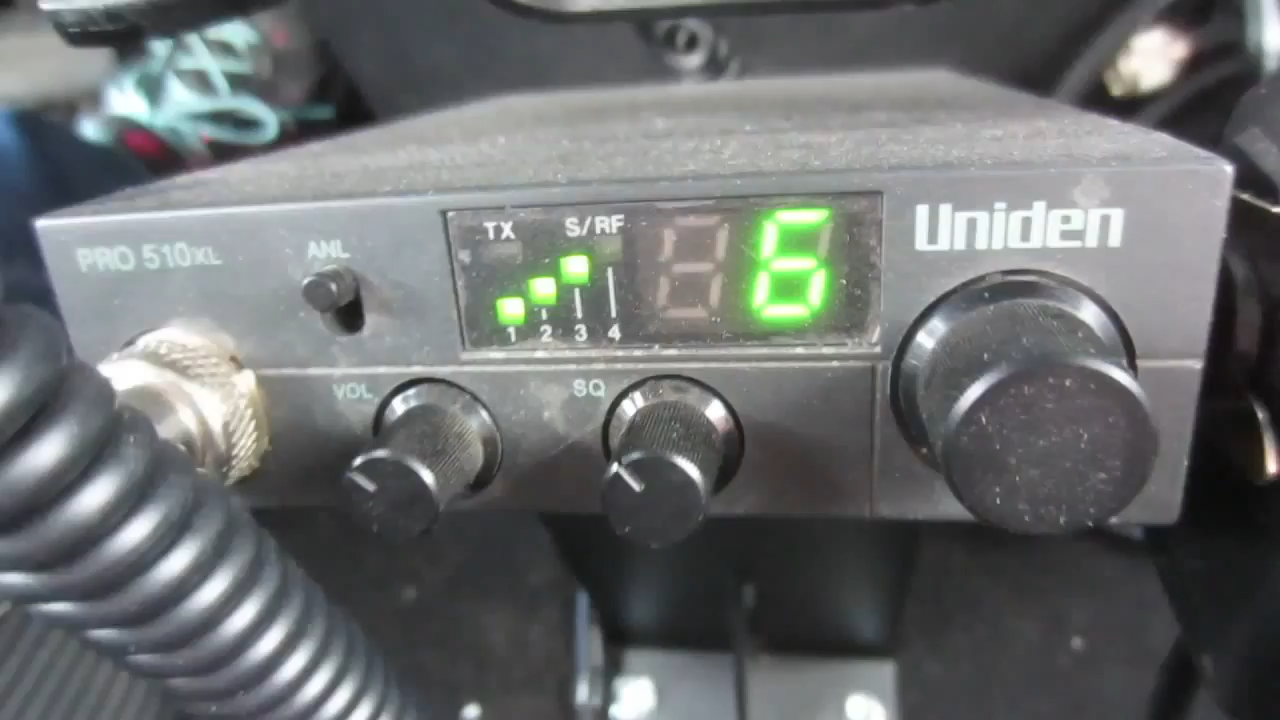 PRO 510XL
ANL
TX S/RF
6
1 2 3 4
Uniden
VOL
SQ